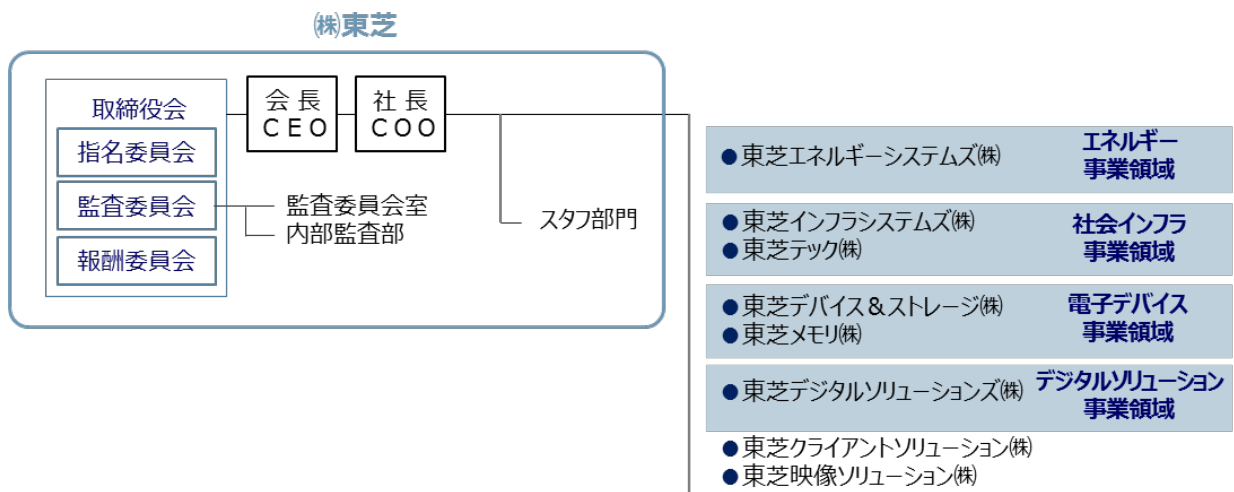 ㈱東芝
取締役会
指名委員会
監査委員会
報酬委員会
会 長
ＣＥＯ
社 長
ＣＯＯ
監査委員会室
内部監査部
スタフ部門
●東芝エネルギーシステムズ㈱
エネルギー
事業領域
●東芝インフラシステムズ㈱
●東芝テック㈱
社会インフラ
事業領域
●東芝デバイス＆ストレージ㈱
●東芝メモリ㈱
電子デバイス
事業領域
●東芝デジタルソリューションズ㈱
デジタルソリューション
事業領域
●東芝クライアントソリューション㈱
●東芝映像ソリューション㈱